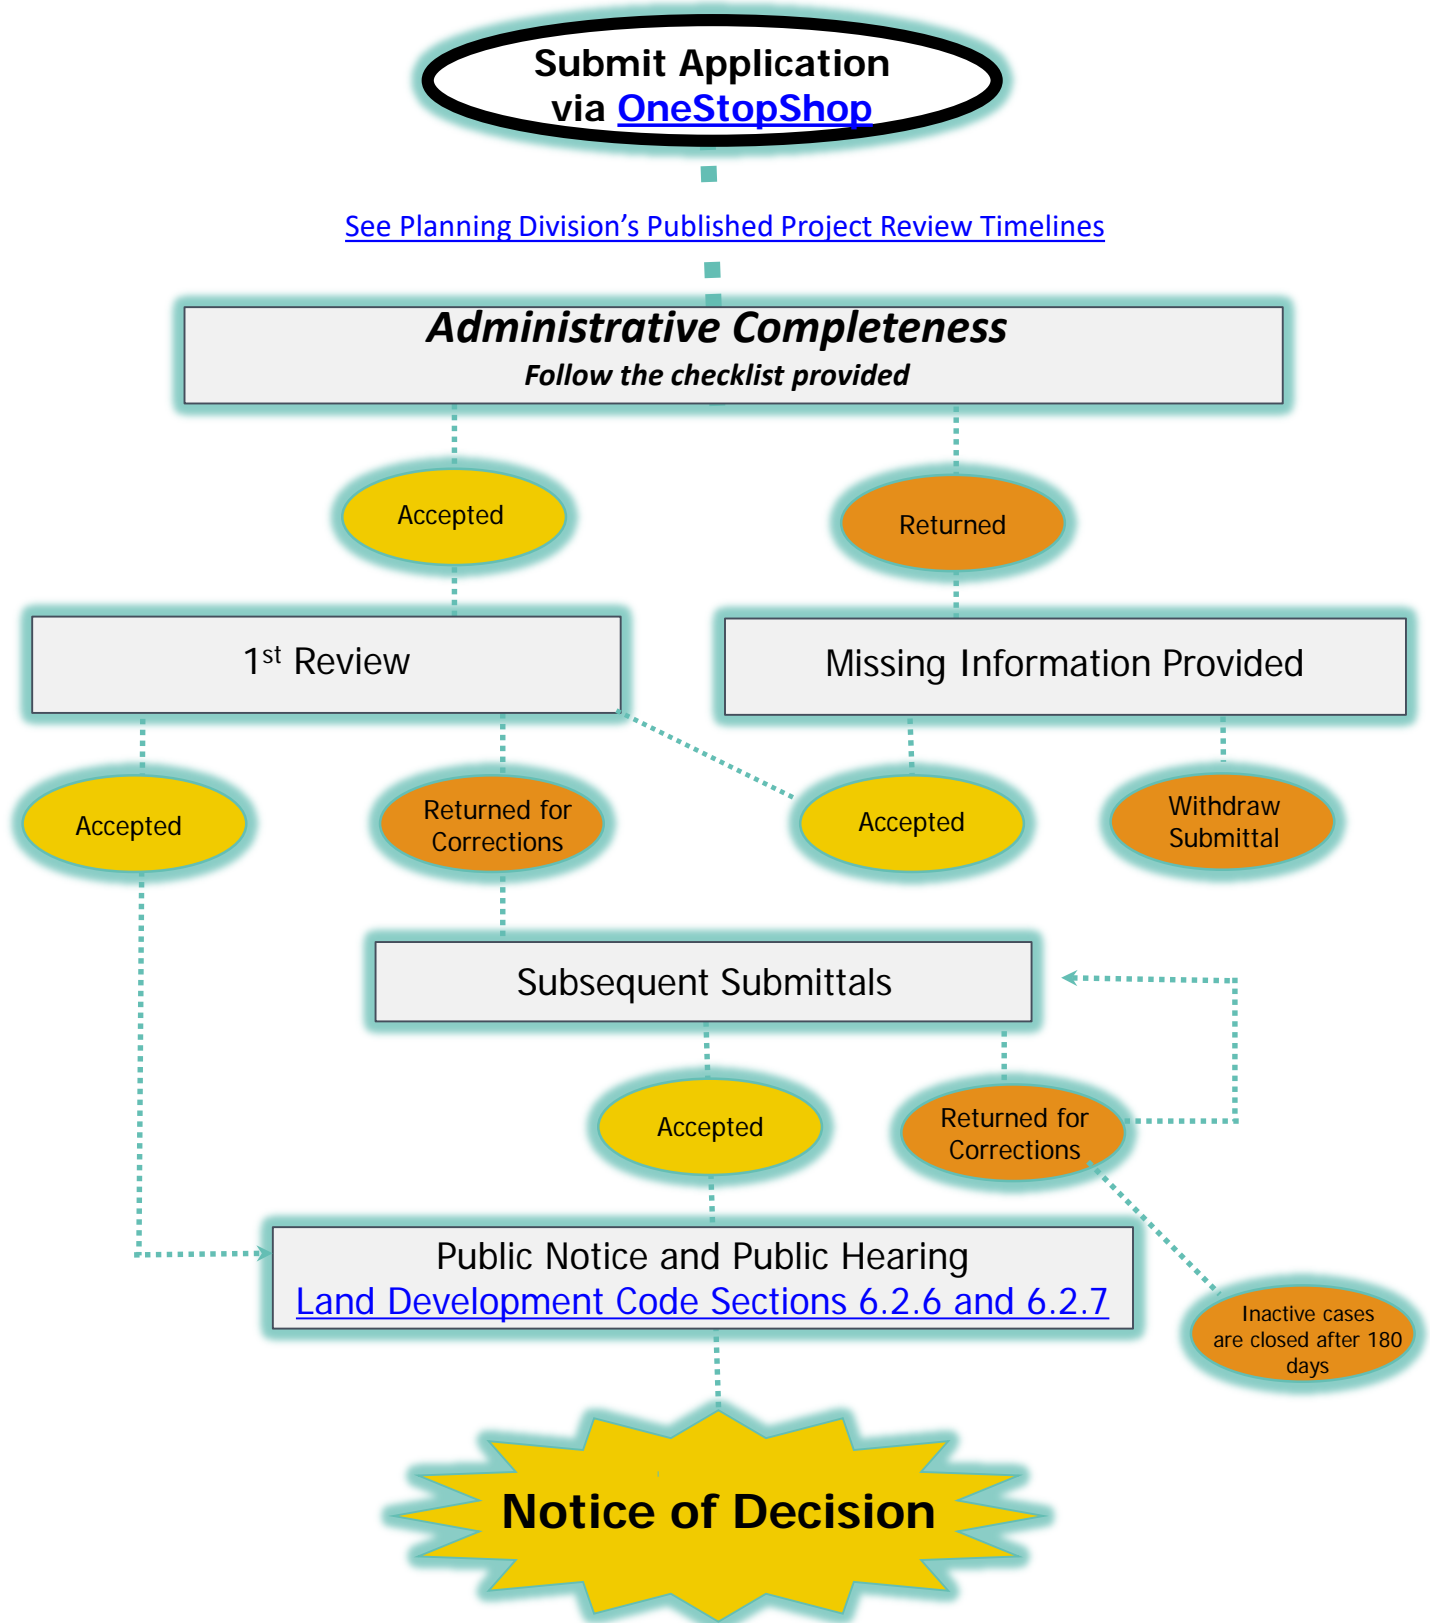 Submit Application
via OneStopShop
See Planning Division’s Published Project Review Timelines
Administrative Completeness
Follow the checklist provided
Accepted
Returned
1st Review
Missing Information Provided
Accepted
Returned for
Corrections
Accepted
Withdraw
Submittal
Subsequent Submittals
Accepted
Returned for
Corrections
Public Notice and Public Hearing
Land Development Code Sections 6.2.6 and 6.2.7
Inactive cases
are closed after 180
days
Notice of Decision